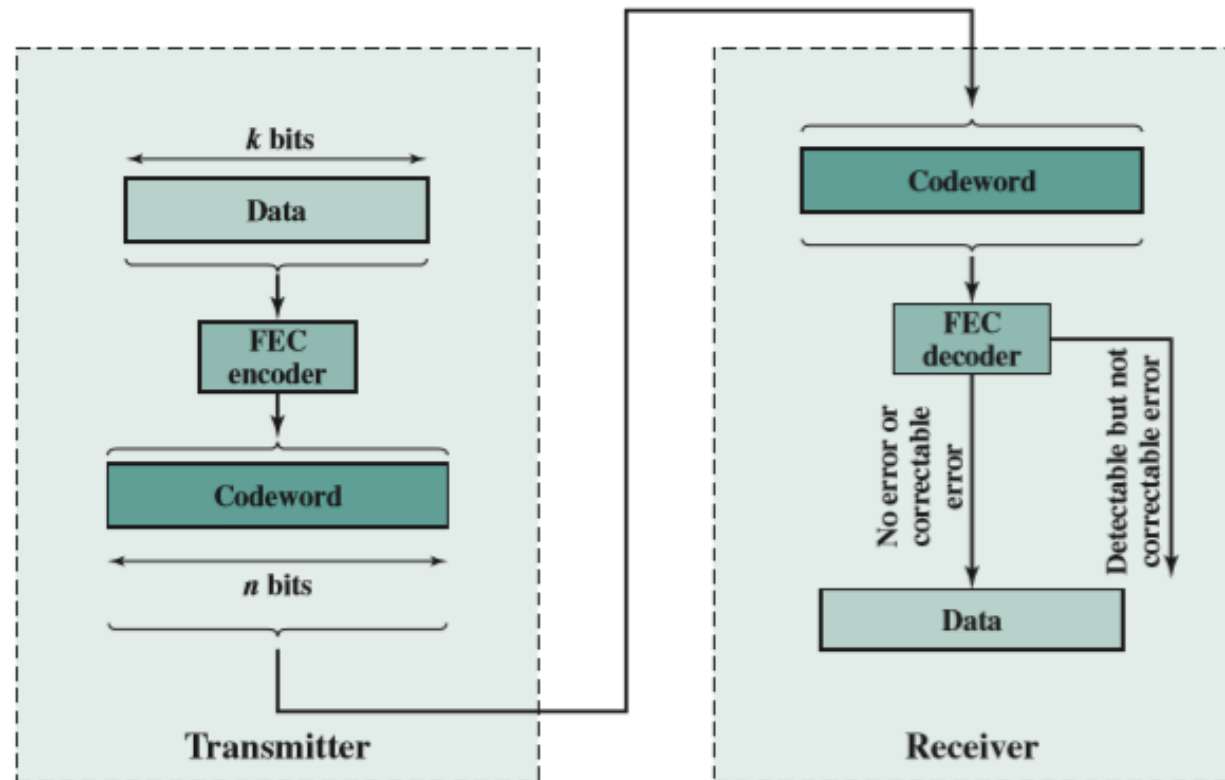 k bits
Data
FEC
encoder
Codeword
n bits
Transmitter
Codeword
FEC
decoder
No error or
correctable
error
Detectable but not
correctable error
Data
Receiver